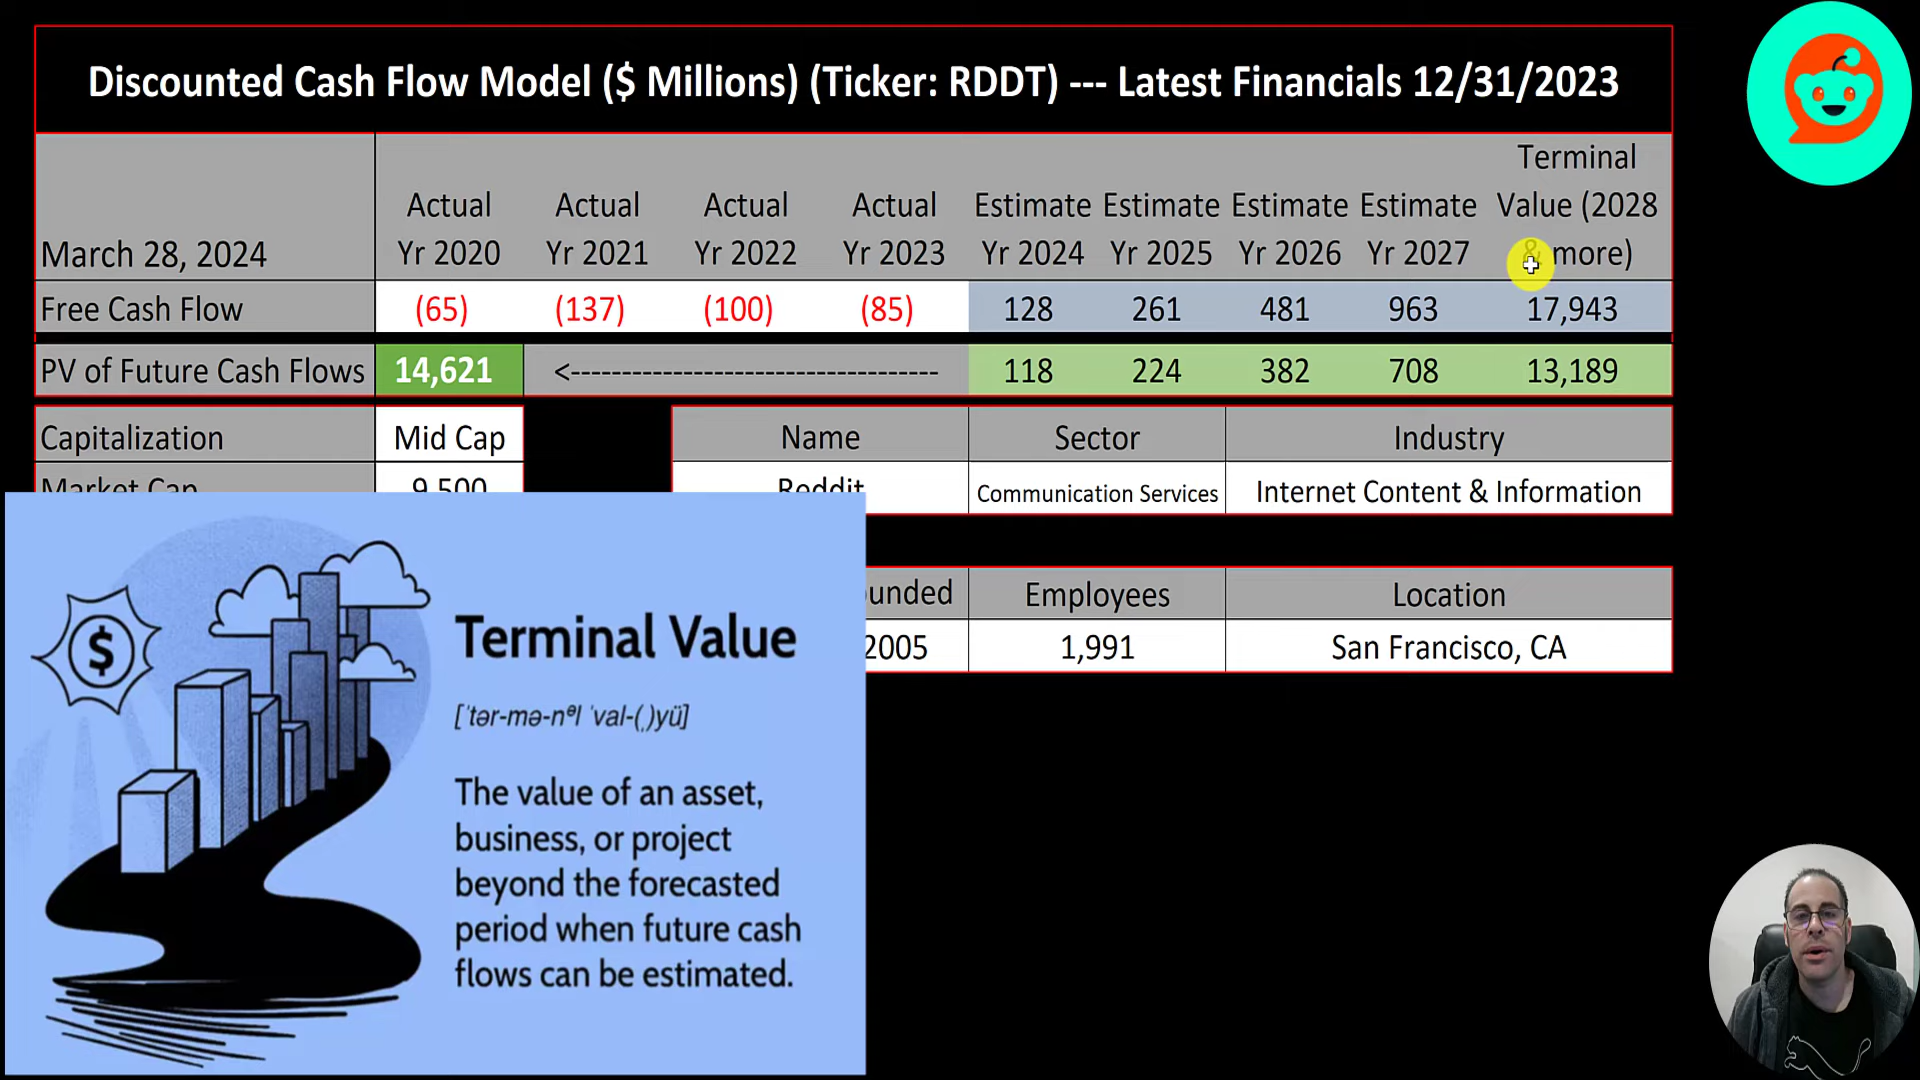 Discounted Cash Flow Model ($ Millions) (Ticker: RDDT) --- Latest Financials 12/31/2023
March 28, 2024 Actual Yr 2020 Actual Yr 2021 Actual Yr 2022 Actual Yr 2023 Estimate Yr 2024 Estimate Yr 2025 Estimate Yr 2026 Estimate Yr 2027 Terminal Value (2028 & more)
Free Cash Flow (65) (137) (100) (85) 128 261 481 963 17,943
PV of Future Cash Flows 14,621 <------------------------------------ 118 224 382 708 13,189
Capitalization Mid Cap Name Sector Industry
Market Cap 9,500 Reddit Communication Services Internet Content & Information
ounded Employees Location
2005 1,991 San Francisco, CA
$
Terminal Value
['tər-mə-nᵊl 'val-(,)yü]
The value of an asset,
business, or project
beyond the forecasted
period when future cash
flows can be estimated.